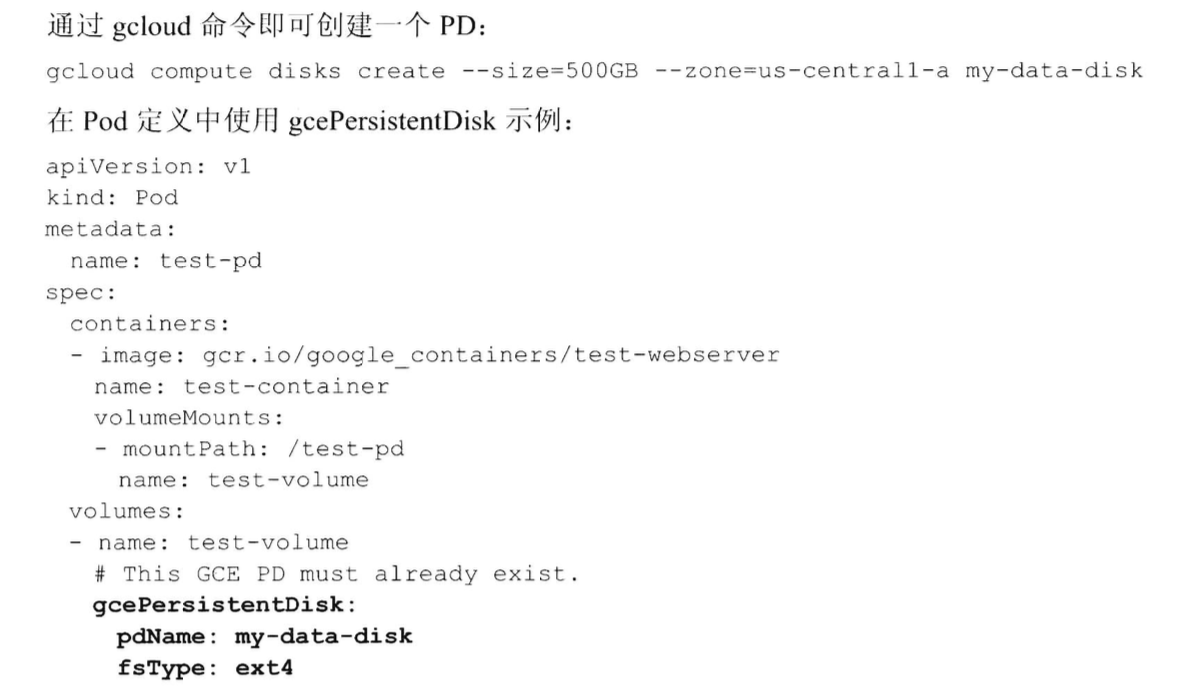 通过 gcloud 命令即可创建一个 PD：
gcloud compute disks create --size=500GB --zone=us-central1-a my-data-disk
在 Pod 定义中使用 gcePersistentDisk 示例：
apiVersion: v1
kind: Pod
metadata:
  name: test-pd
spec:
  containers:
  - image: gcr.io/google_containers/test-webserver
    name: test-container
    volumeMounts:
    - mountPath: /test-pd
      name: test-volume
  volumes:
  - name: test-volume
    # This GCE PD must already exist.
    gcePersistentDisk:
      pdName: my-data-disk
      fsType: ext4